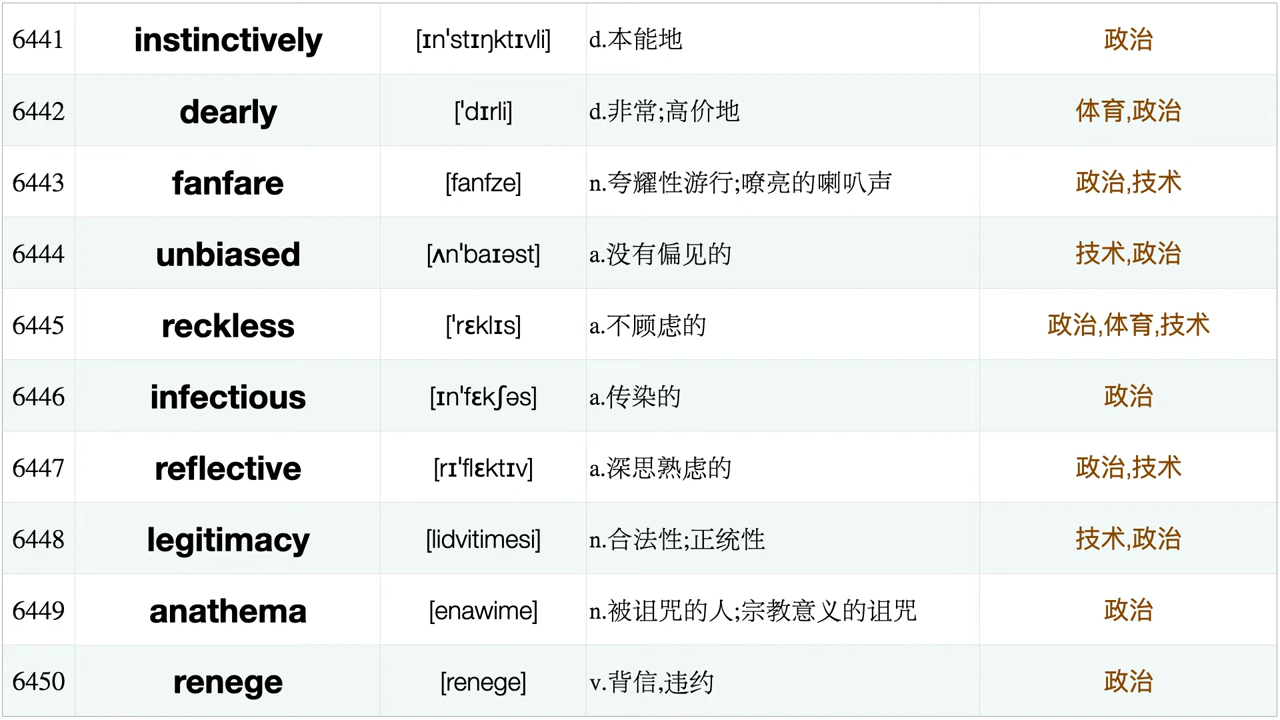 6441 instinctively [ɪn'stɪŋktɪvli] d.本能地 政治
6442 dearly ['dɪrli] d.非常;高价地 体育,政治
6443 fanfare [fanfze] n.夸耀性游行;嘹亮的喇叭声 政治,技术
6444 unbiased [ʌn'baɪəst] a.没有偏见的 技术,政治
6445 reckless ['rɛklɪs] a.不顾虑的 政治,体育,技术
6446 infectious [ɪn'fɛkʃəs] a.传染的 政治
6447 reflective [rɪ'flɛktɪv] a.深思熟虑的 政治,技术
6448 legitimacy [lidvitimesi] n.合法性;正统性 技术,政治
6449 anathema [enawime] n.被诅咒的人;宗教意义的诅咒 政治
6450 renege [renege] v.背信,违约 政治